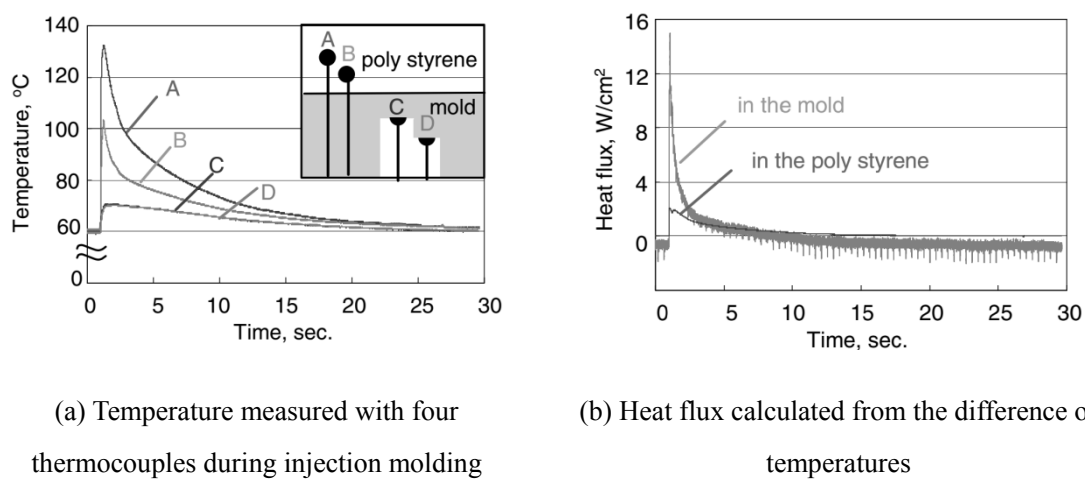 140
120
100
80
60
0
Temperature, ºC
A
B
C
D
A
B
poly styrene
mold
C
D
0 5 10 15 20 25 30
Time, sec.
16
12
8
4
0
Heat flux, W/cm²
in the mold
in the poly styrene
0 5 10 15 20 25 30
Time, sec.
(a) Temperature measured with four
thermocouples during injection molding
(b) Heat flux calculated from the difference o
temperatures